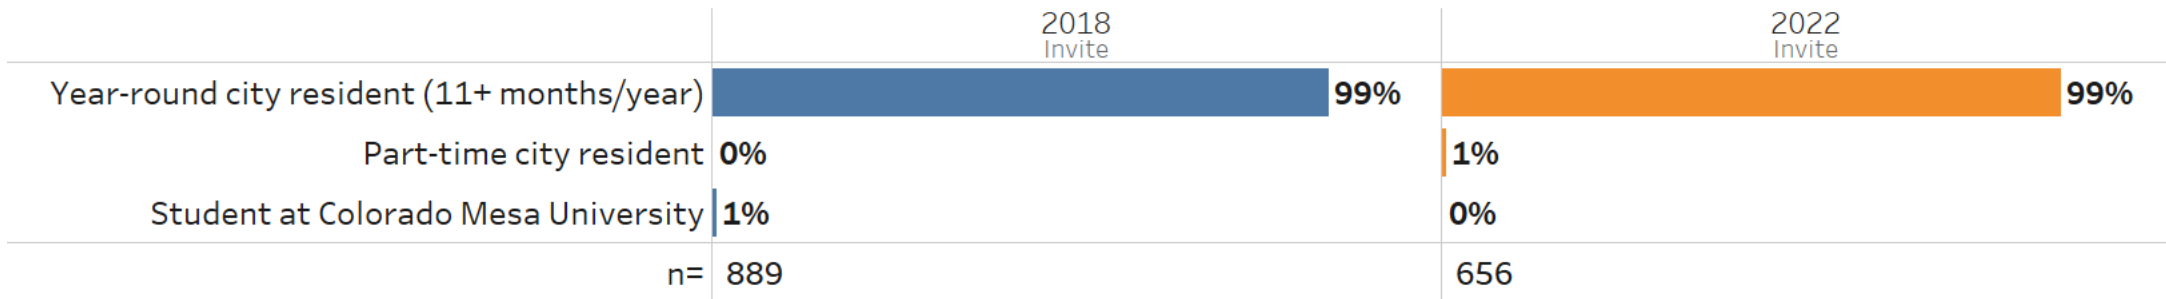 2018 2022
Invite Invite
Year-round city resident (11+ months/year) 99% 99%
Part-time city resident 0% 1%
Student at Colorado Mesa University 1% 0%
n= 889 656